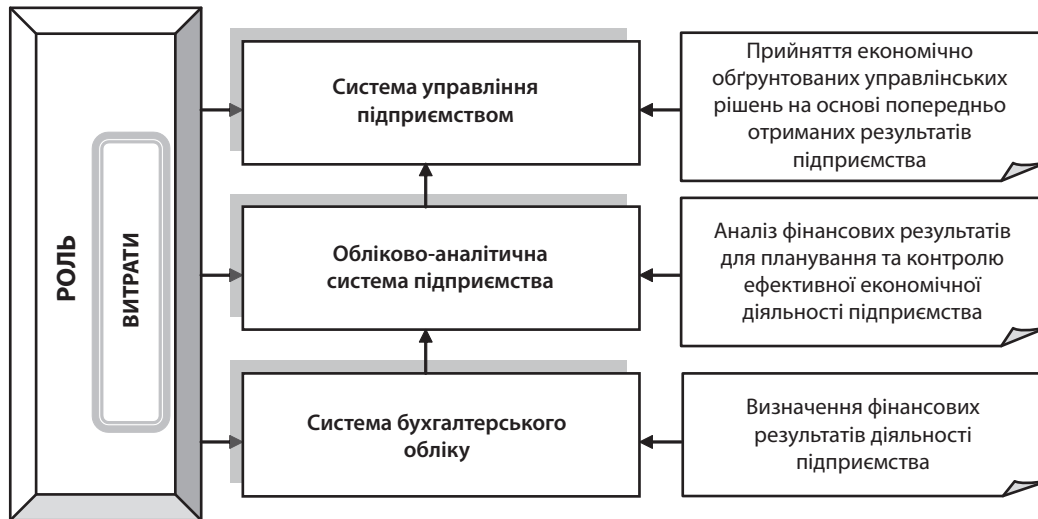 РОЛЬ
ВИТРАТИ
Система управління
підприємством
Прийняття економічно
обґрунтованих управлінських
рішень на основі попередньо
отриманих результатів
підприємства
Обліково-аналітична
система підприємства
Аналіз фінансових результатів
для планування та контролю
ефективної економічної
діяльності підприємства
Система бухгалтерського
обліку
Визначення фінансових
результатів діяльності
підприємства